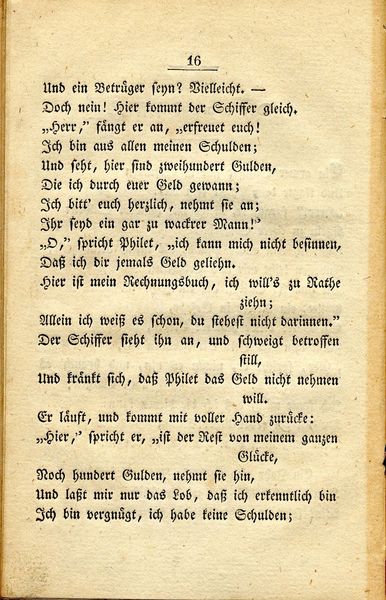 16
Und ein Betrüger seyn? Vielleicht. —
Doch nein! Hier kommt der Schiffer gleich.
„Herr,” fängt er an, „erfreuet euch!
Ich bin aus allen meinen Schulden;
Und seht, hier sind zweihundert Gulden,
Die ich durch euer Geld gewann;
Ich bitt' euch herzlich, nehmt sie an;
Ihr seyd ein gar zu wackrer Mann!”
„O,” spricht Philet, „ich kann mich nicht besinnen,
Daß ich dir jemals Geld geliehn.
Hier ist mein Rechnungsbuch, ich will's zu Rathe
ziehn;
Allein ich weiß es schon, du stehest nicht darinnen.”
Der Schiffer sieht ihn an, und schweigt betroffen
still,
Und kränkt sich, daß Philet das Geld nicht nehmen
will.
Er läuft, und kommt mit voller Hand zurücke:
„Hier,” spricht er, „ist der Rest von meinem ganzen
Glücke,
Noch hundert Gulden, nehmt sie hin,
Und laßt mir nur das Lob, daß ich erkenntlich bin
Ich bin vergnügt, ich habe keine Schulden;